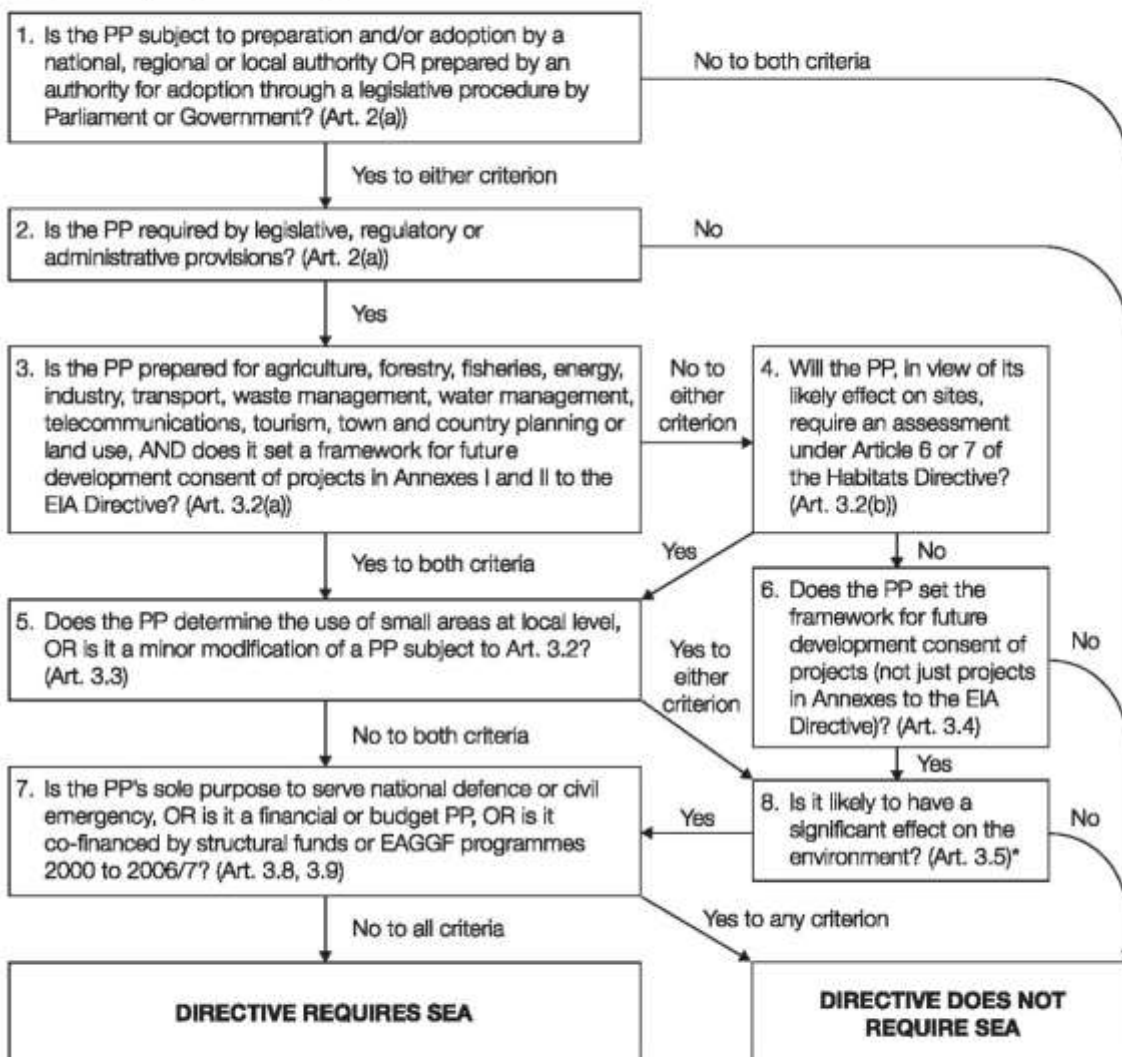 1. Is the PP subject to preparation and/or adoption by a
national, regional or local authority OR prepared by an
authority for adoption through a legislative procedure by
Parliament or Government? (Art. 2(a))
No to both criteria
Yes to either criterion
2. Is the PP required by legislative, regulatory or
administrative provisions? (Art. 2(a))
No
Yes
3. Is the PP prepared for agriculture, forestry, fisheries, energy,
industry, transport, waste management, water management,
telecommunications, tourism, town and country planning or
land use, AND does it set a framework for future
development consent of projects in Annexes I and II to the
EIA Directive? (Art. 3.2(a))
No to
either
criterion
4. Will the PP, in view of its
likely effect on sites,
require an assessment
under Article 6 or 7 of
the Habitats Directive?
(Art. 3.2(b))
Yes to both criteria
Yes
No
5. Does the PP determine the use of small areas at local level,
OR is it a minor modification of a PP subject to Art. 3.2?
(Art. 3.3)
Yes to
either
criterion
6. Does the PP set the
framework for future
development consent of
projects (not just projects
in Annexes to the EIA
Directive)? (Art. 3.4)
No
No to both criteria
Yes
7. Is the PP's sole purpose to serve national defence or civil
emergency, OR is it a financial or budget PP, OR is it
co-financed by structural funds or EAGGF programmes
2000 to 2006/7? (Art. 3.8, 3.9)
Yes
8. Is it likely to have a
significant effect on the
environment? (Art. 3.5)*
No
No to all criteria
Yes to any criterion
DIRECTIVE REQUIRES SEA
DIRECTIVE DOES NOT
REQUIRE SEA